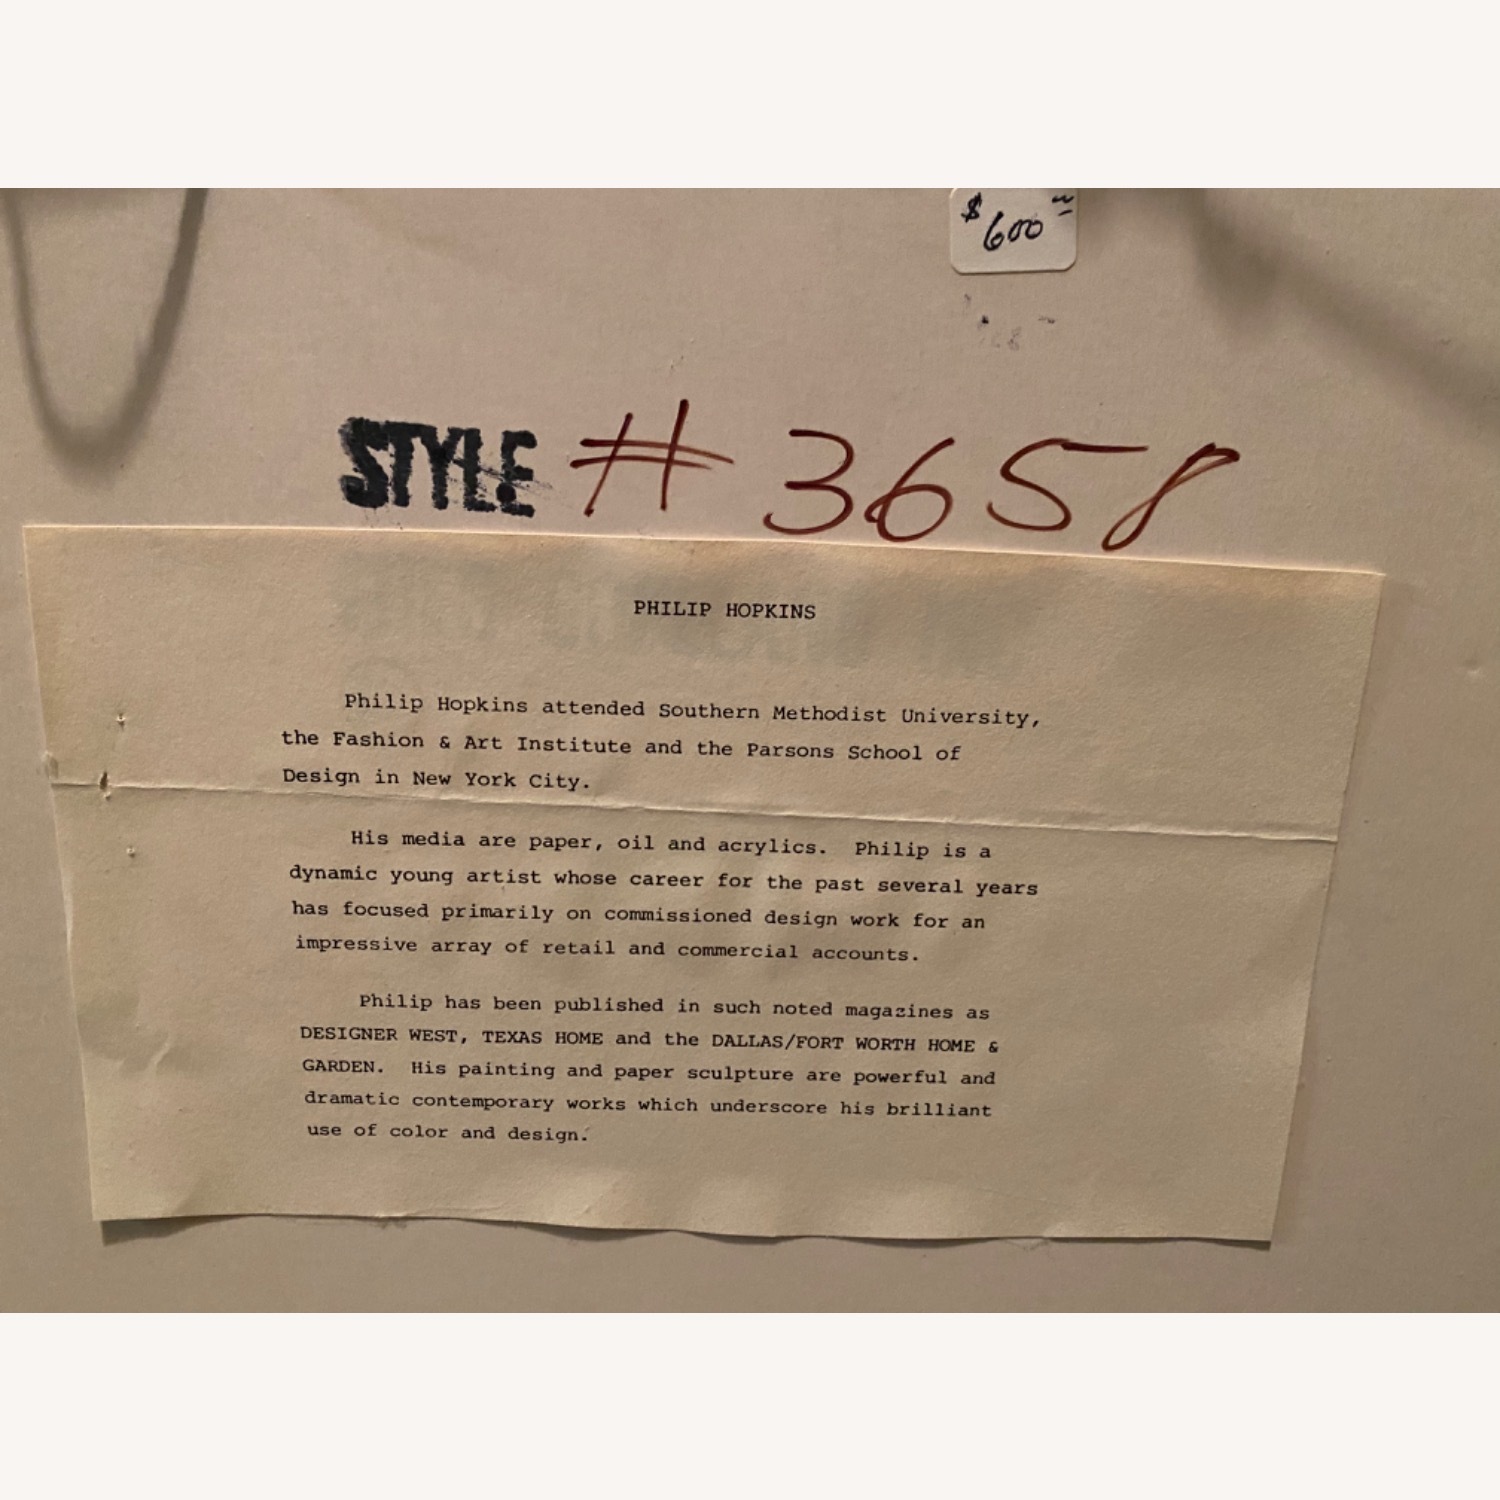 $600
STYLE # 3658
PHILIP HOPKINS
Philip Hopkins attended Southern Methodist University,
the Fashion & Art Institute and the Parsons School of
Design in New York City.
His media are paper, oil and acrylics. Philip is a
dynamic young artist whose career for the past several years
has focused primarily on commissioned design work for an
impressive array of retail and commercial accounts.
Philip has been published in such noted magazines as
DESIGNER WEST, TEXAS HOME and the DALLAS/FORT WORTH HOME &
GARDEN. His painting and paper sculpture are powerful and
dramatic contemporary works which underscore his brilliant
use of color and design.